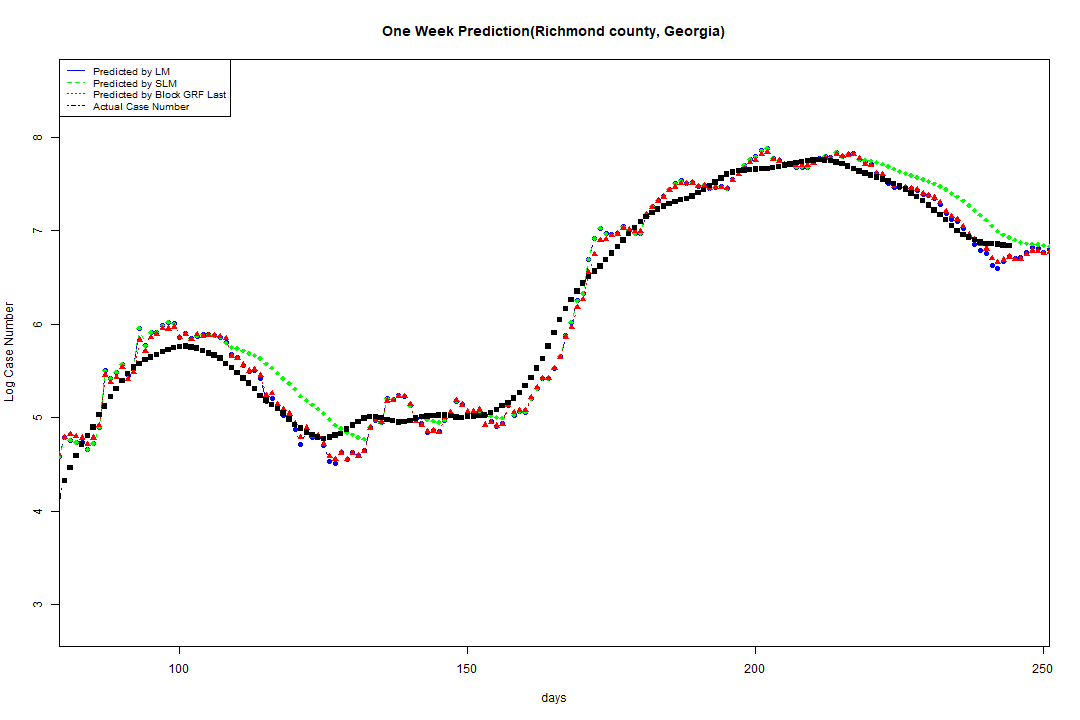 One Week Prediction(Richmond county, Georgia)
Predicted by LM
Predicted by SLM
Predicted by Block GRF Last
Actual Case Number
8
7
6
5
4
3
Log Case Number
100
150
200
250
days